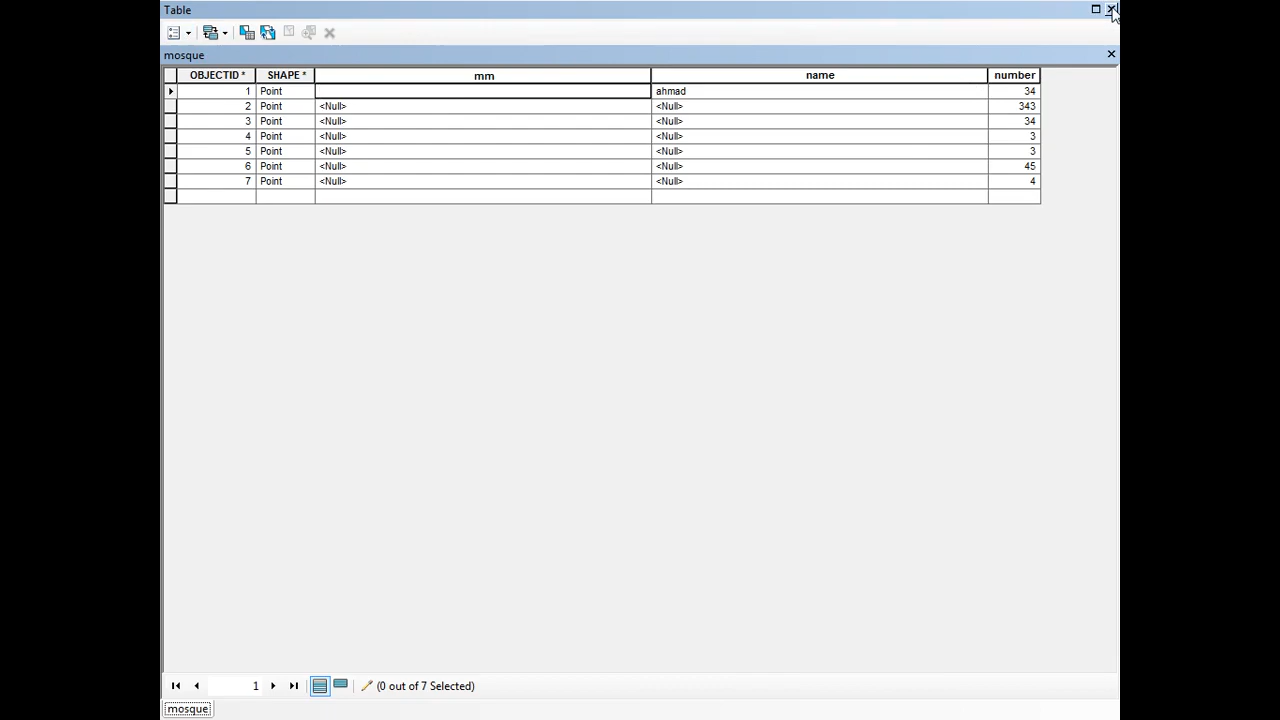 Table
mosque
OBJECTID * SHAPE * mm name number
1 Point ahmad 34
2 Point <Null> <Null> 343
3 Point <Null> <Null> 34
4 Point <Null> <Null> 3
5 Point <Null> <Null> 3
6 Point <Null> <Null> 45
7 Point <Null> <Null> 4
1 (0 out of 7 Selected)
mosque